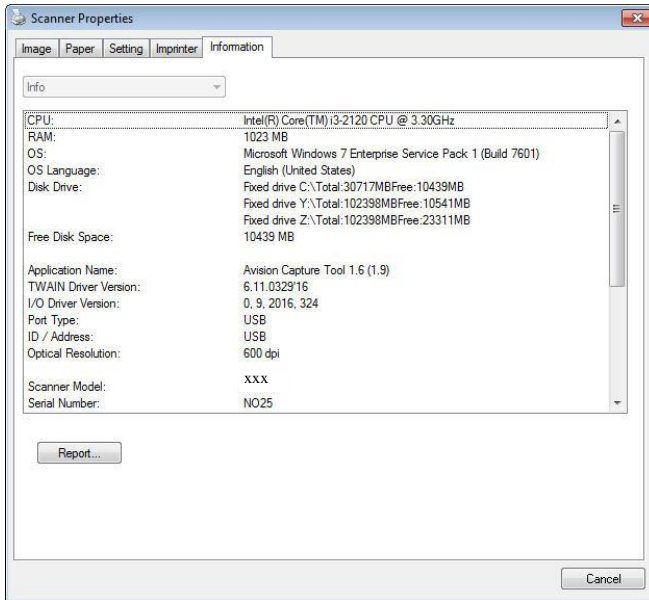 Scanner Properties
Image Paper Setting Imprinter Information
Info
CPU: Intel(R) Core(TM) i3-2120 CPU @ 3.30GHz
RAM: 1023 MB
OS: Microsoft Windows 7 Enterprise Service Pack 1 (Build 7601)
OS Language: English (United States)
Disk Drive: Fixed drive C:\Total:30717MBFree:10439MB
Fixed drive Y:\Total:102398MBFree:10541MB
Fixed drive Z:\Total:102398MBFree:23311MB
Free Disk Space: 10439 MB
Application Name: Avision Capture Tool 1.6 (1.9)
TWAIN Driver Version: 6.11.0329'16
I/O Driver Version: 0, 9, 2016, 324
Port Type: USB
ID / Address: USB
Optical Resolution: 600 dpi
Scanner Model: xxx
Serial Number: NO25
Report...
Cancel